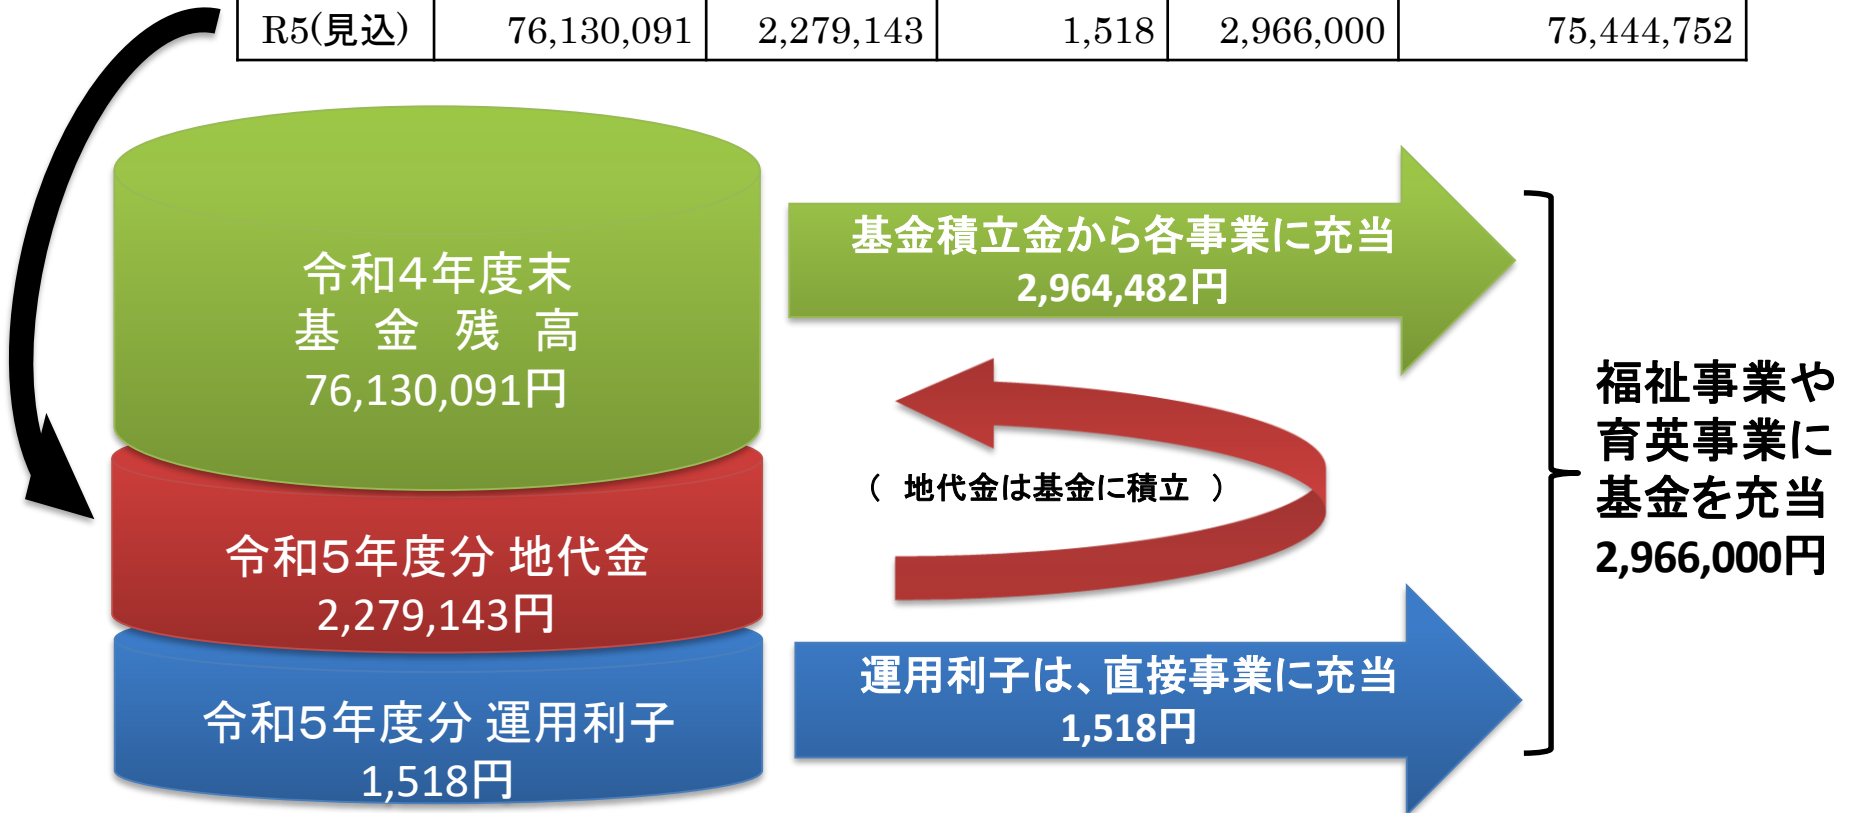 R5(見込) 76,130,091 2,279,143 1,518 2,966,000 75,444,752
令和4年度末
基 金 残 高
76,130,091円
令和5年度分 地代金
2,279,143円
令和5年度分 運用利子
1,518円
基金積立金から各事業に充当
2,964,482円
( 地代金は基金に積立 )
運用利子は、直接事業に充当
1,518円
福祉事業や
育英事業に
基金を充当
2,966,000円